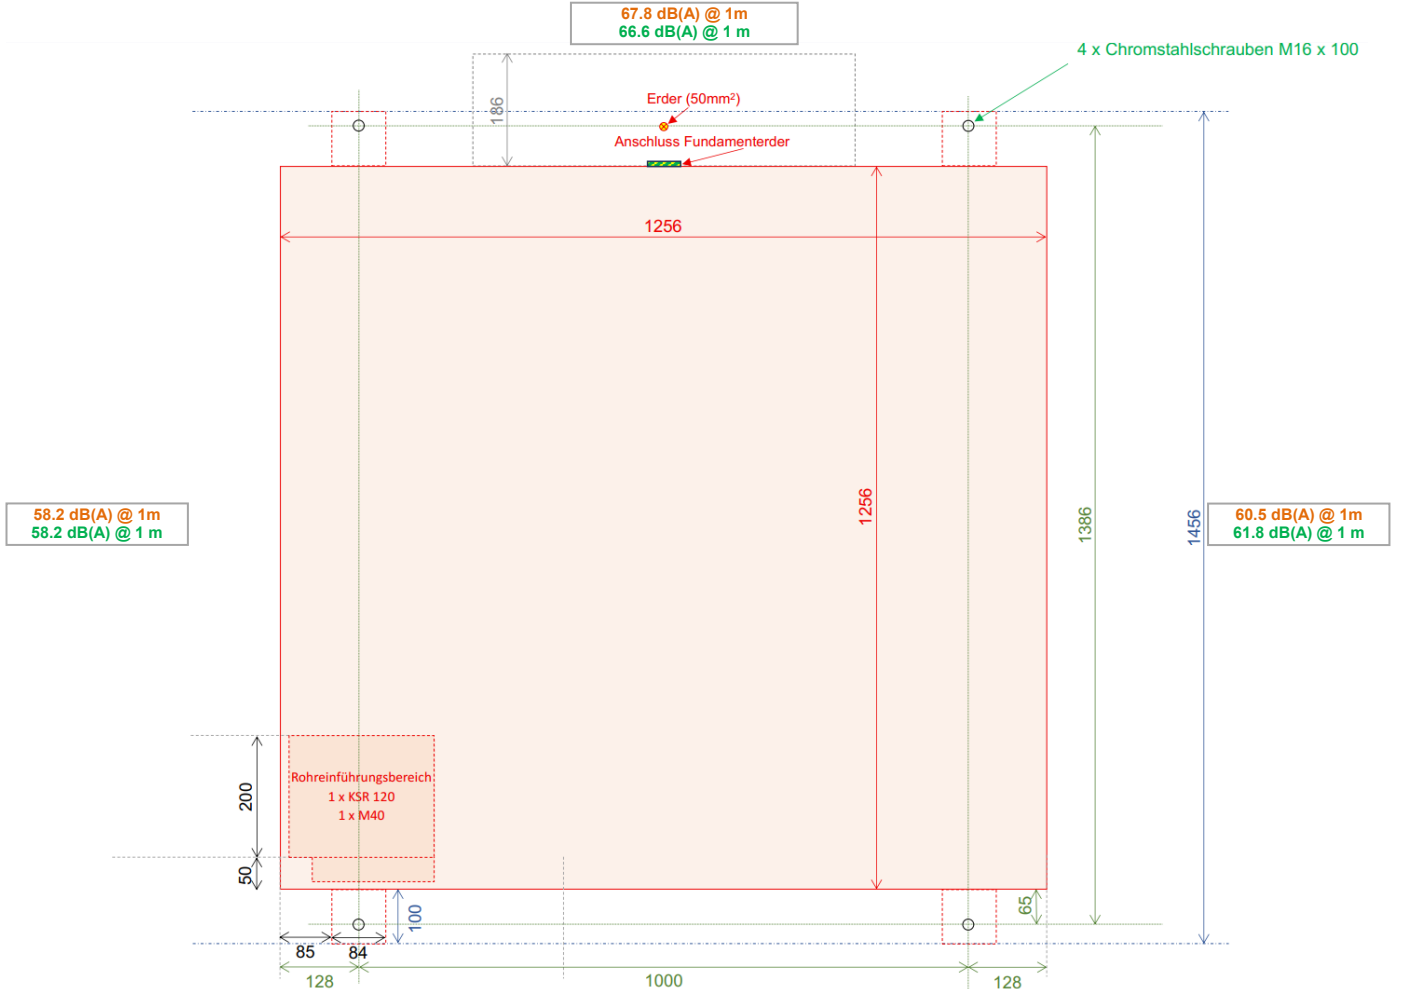 67.8 dB(A) @ 1m
66.6 dB(A) @ 1 m
4 x Chromstahlschrauben M16 x 100
186
Erder (50mm²)
Anschluss Fundamenterder
1256
1256
1386
1456
58.2 dB(A) @ 1m
58.2 dB(A) @ 1 m
60.5 dB(A) @ 1m
61.8 dB(A) @ 1 m
Rohreinführungsbereich
1 x KSR 120
1 x M40
200
50
100
65
85
84
128
1000
128